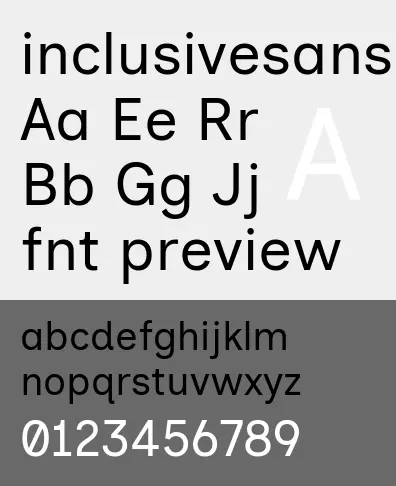 inclusivesans
Aa Ee Rr
A
Bb Gg Jj
fnt preview
abcdefghijklm
nopqrstuvwxyz
0123456789